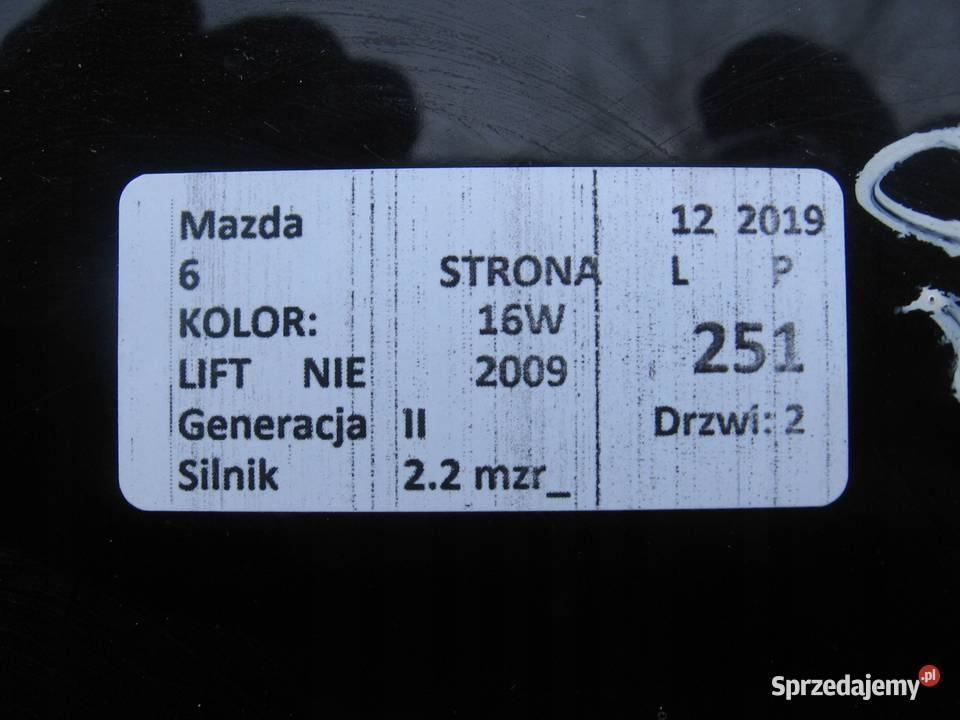 Mazda 12 2019
6 STRONA L P
KOLOR: 16W
251
LIFT NIE 2009
Generacja II Drzwi: 2
Silnik 2.2 mzr_
Sprzedajemy.pl